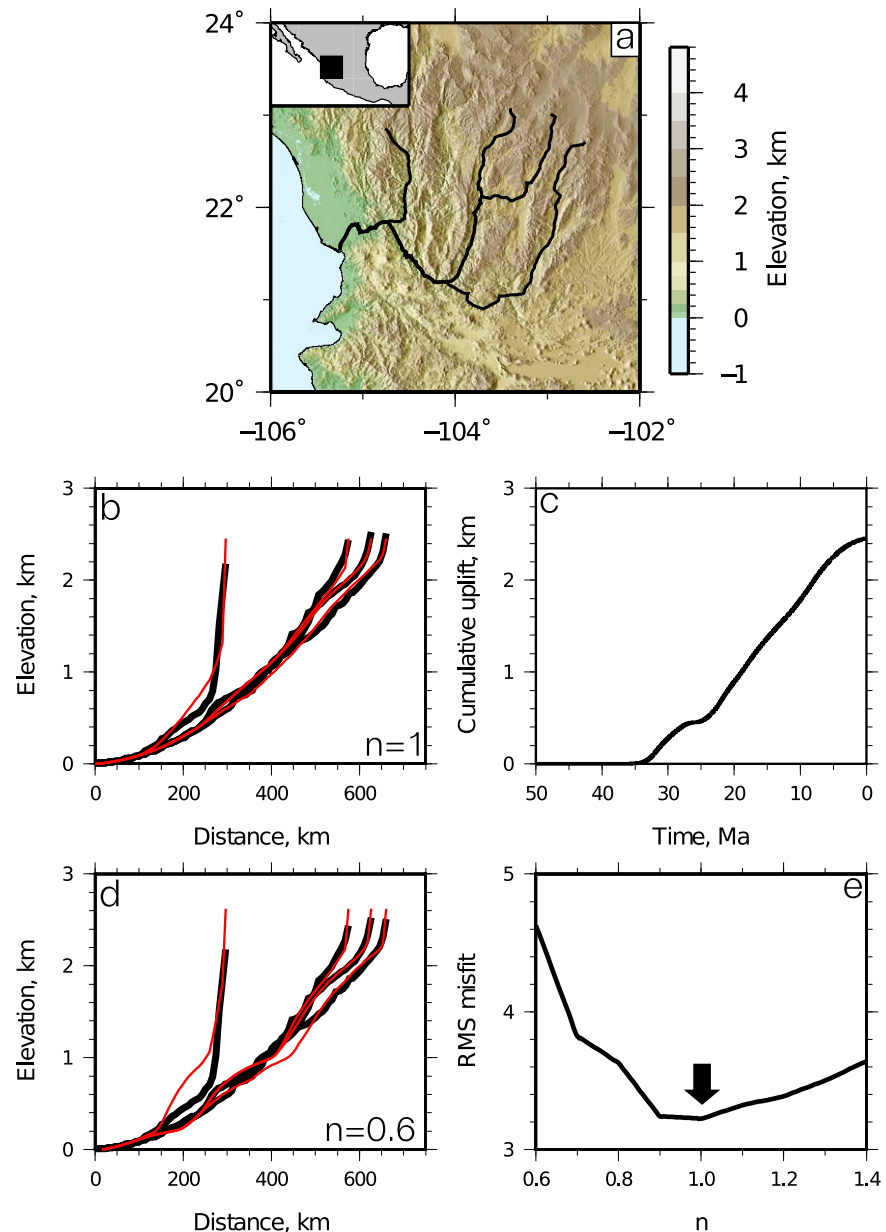 24°
22°
20°
−106°
−104°
−102°
a
4
3
2
1
0
−1
Elevation, km
b
3
2
1
0
Elevation, km
n=1
0
200
400
600
Distance, km
c
3
2
1
0
Cumulative uplift, km
50
40
30
20
10
0
Time, Ma
d
3
2
1
0
Elevation, km
n=0.6
0
200
400
600
Distance, km
e
5
4
3
RMS misfit
0.6
0.8
1.0
1.2
1.4
n